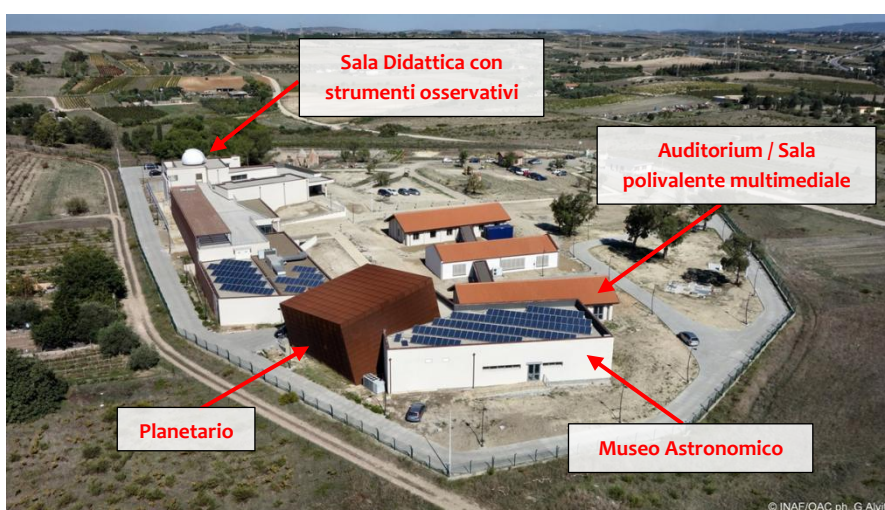 Sala Didattica con
strumenti osservativi
Auditorium / Sala
polivalente multimediale
Planetario
Museo Astronomico
© INAF/OAC ph. G.Alvi